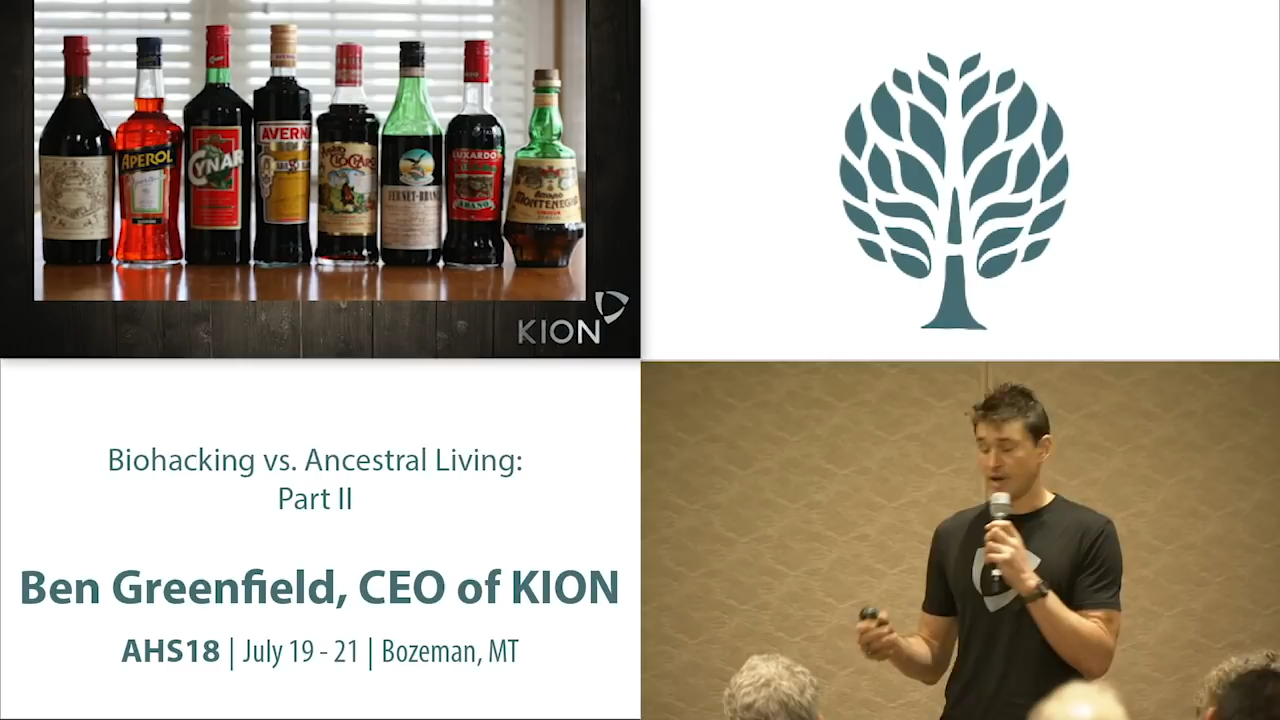 APEROL
CYNAR
AVERNA
CIOCIARO
FERNET-BRANCA
LUXARDO
ABANO
MONTENEGRO
KION
Biohacking vs. Ancestral Living:
Part II
Ben Greenfield, CEO of KION
AHS18 | July 19 - 21 | Bozeman, MT